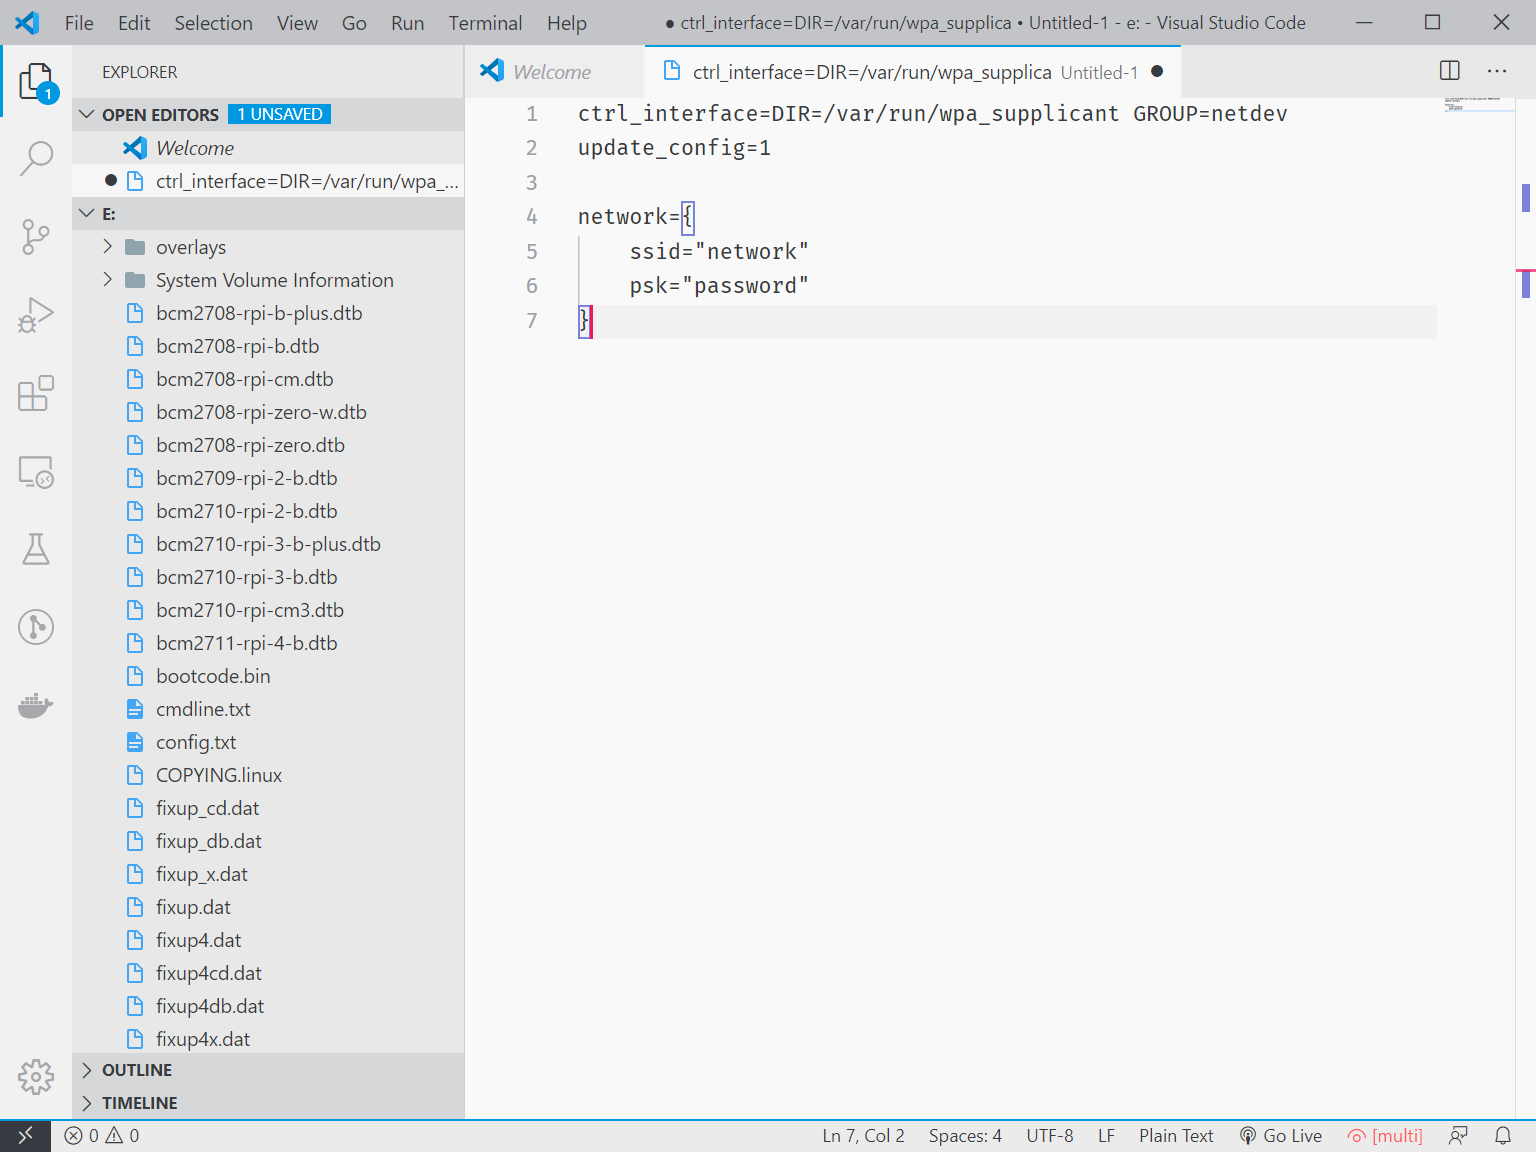 File Edit Selection View Go Run Terminal Help ● ctrl_interface=DIR=/var/run/wpa_supplica • Untitled-1 - e: - Visual Studio Code
EXPLORER
1
OPEN EDITORS 1 UNSAVED
Welcome
ctrl_interface=DIR=/var/run/wpa_...
E:
overlays
System Volume Information
bcm2708-rpi-b-plus.dtb
bcm2708-rpi-b.dtb
bcm2708-rpi-cm.dtb
bcm2708-rpi-zero-w.dtb
bcm2708-rpi-zero.dtb
bcm2709-rpi-2-b.dtb
bcm2710-rpi-2-b.dtb
bcm2710-rpi-3-b-plus.dtb
bcm2710-rpi-3-b.dtb
bcm2710-rpi-cm3.dtb
bcm2711-rpi-4-b.dtb
bootcode.bin
cmdline.txt
config.txt
COPYING.linux
fixup_cd.dat
fixup_db.dat
fixup_x.dat
fixup.dat
fixup4.dat
fixup4cd.dat
fixup4db.dat
fixup4x.dat
OUTLINE
TIMELINE
Welcome ctrl_interface=DIR=/var/run/wpa_supplica Untitled-1
1 ctrl_interface=DIR=/var/run/wpa_supplicant GROUP=netdev
2 update_config=1
3
4 network={
5 ssid="network"
6 psk="password"
7 }
0 0 Ln 7, Col 2 Spaces: 4 UTF-8 LF Plain Text Go Live [multi]